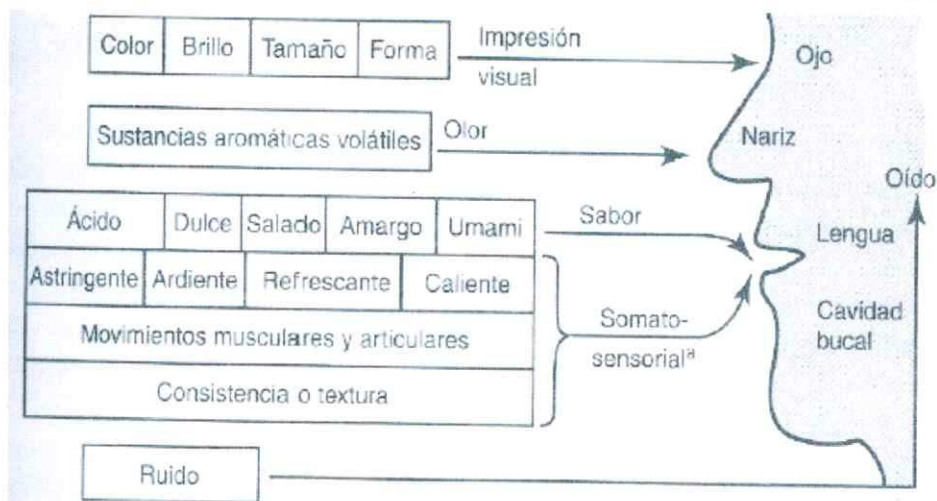 Color Brillo Tamaño Forma
Impresión
visual
Ojo
Sustancias aromáticas volátiles
Olor
Nariz
Oído
Ácido Dulce Salado Amargo Umami
Sabor
Lengua
Astringente Ardiente Refrescante Caliente
Movimientos musculares y articulares
Consistencia o textura
Somato-
sensorialª
Cavidad
bucal
Ruido